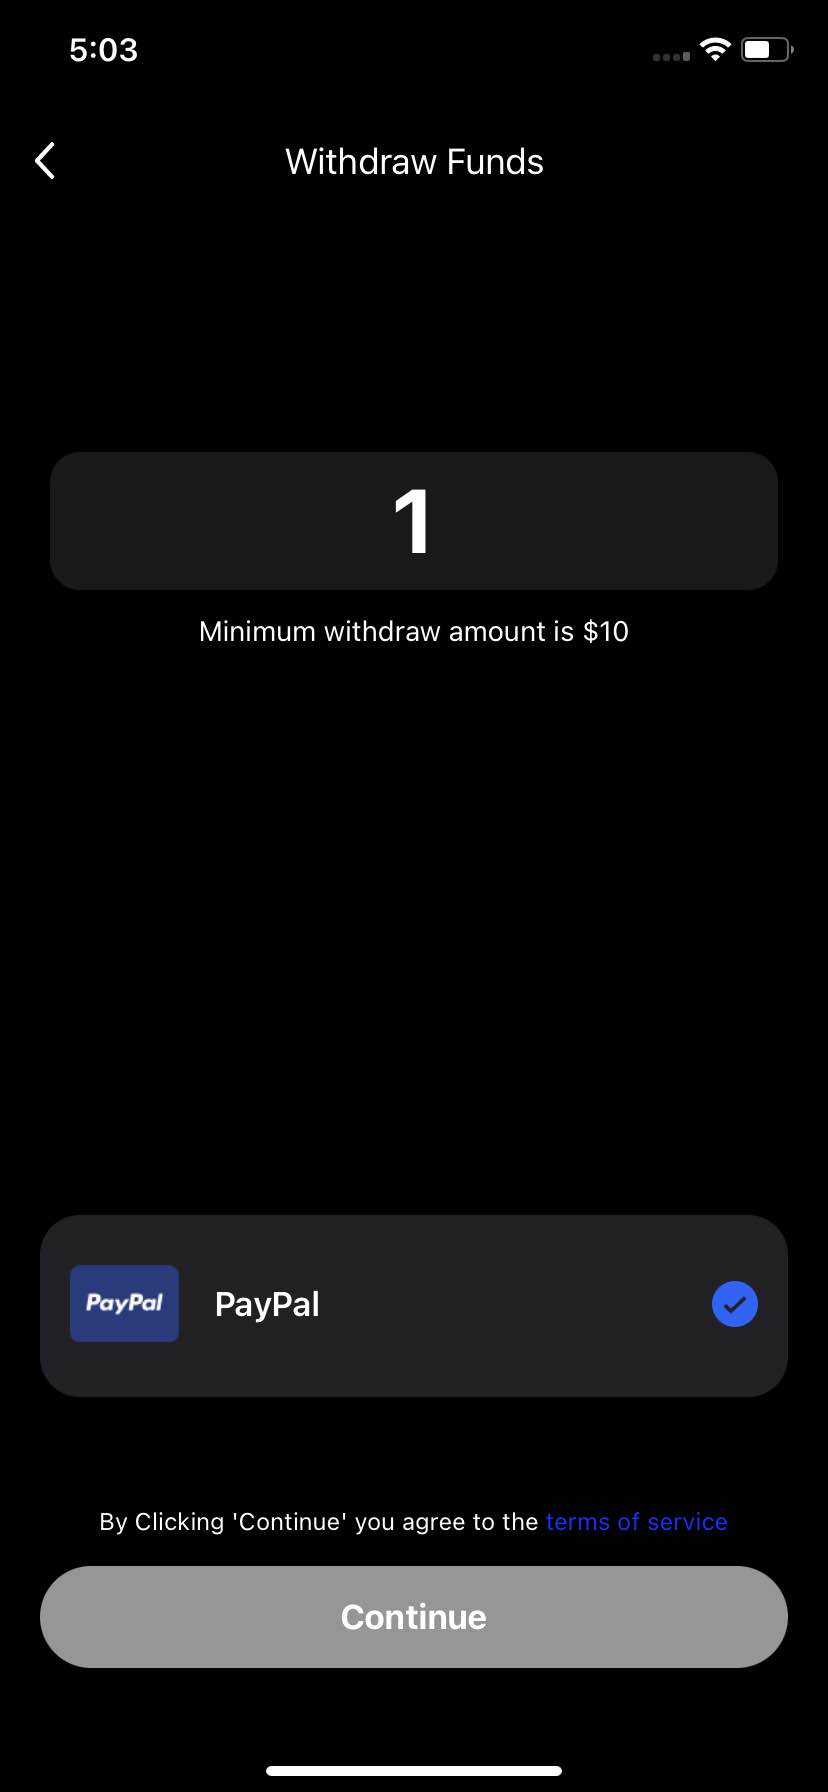 5:03
Withdraw Funds
1
Minimum withdraw amount is $10
PayPal PayPal
By Clicking 'Continue' you agree to the terms of service
Continue